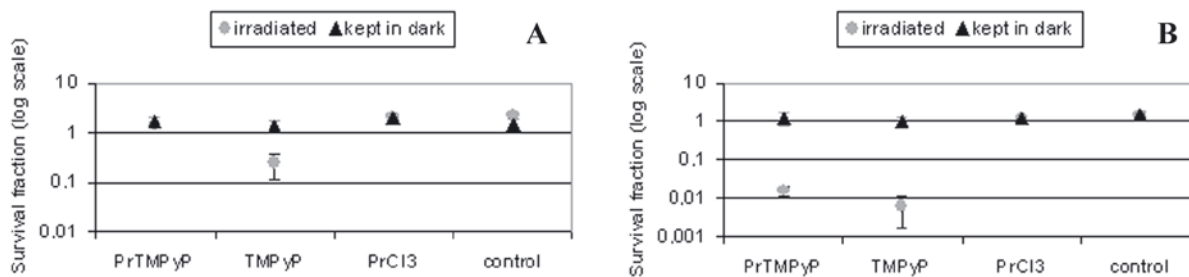 irradiated kept in dark
A
Survival fraction (log scale)
10
1
0.1
0.01
PrTMPyP TMPyP PrCl3 control
irradiated kept in dark
B
Survival fraction (log scale)
10
1
0.1
0.01
0.001
PrTMPyP TMPyP PrCl3 control